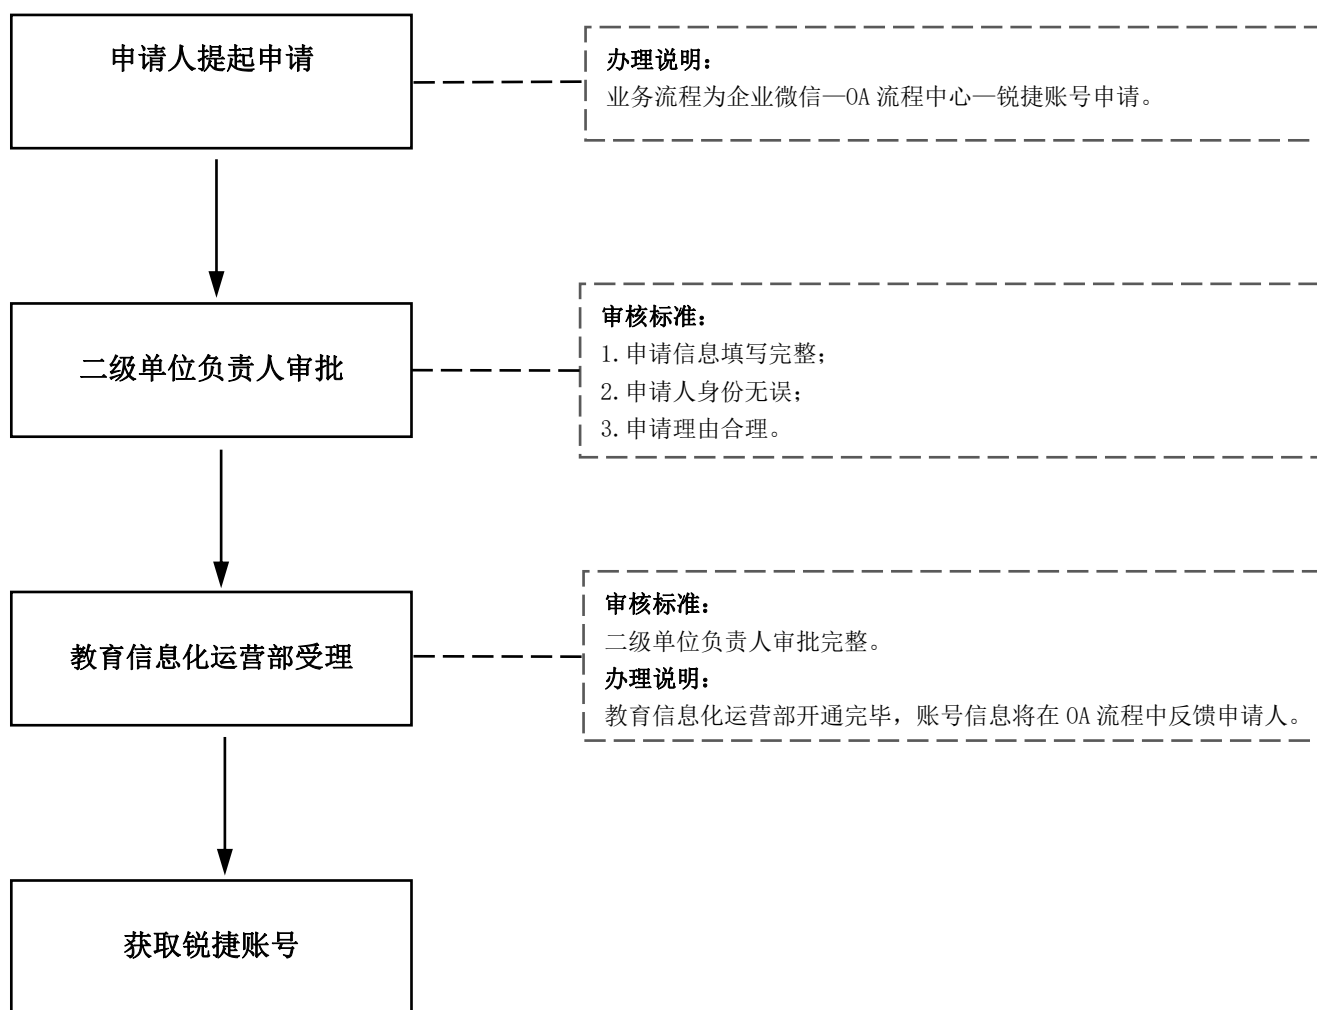 申请人提起申请
办理说明：
业务流程为企业微信—OA 流程中心—锐捷账号申请。
二级单位负责人审批
审核标准：
1.申请信息填写完整；
2.申请人身份无误；
3.申请理由合理。
教育信息化运营部受理
审核标准：
二级单位负责人审批完整。
办理说明：
教育信息化运营部开通完毕，账号信息将在 OA 流程中反馈申请人。
获取锐捷账号